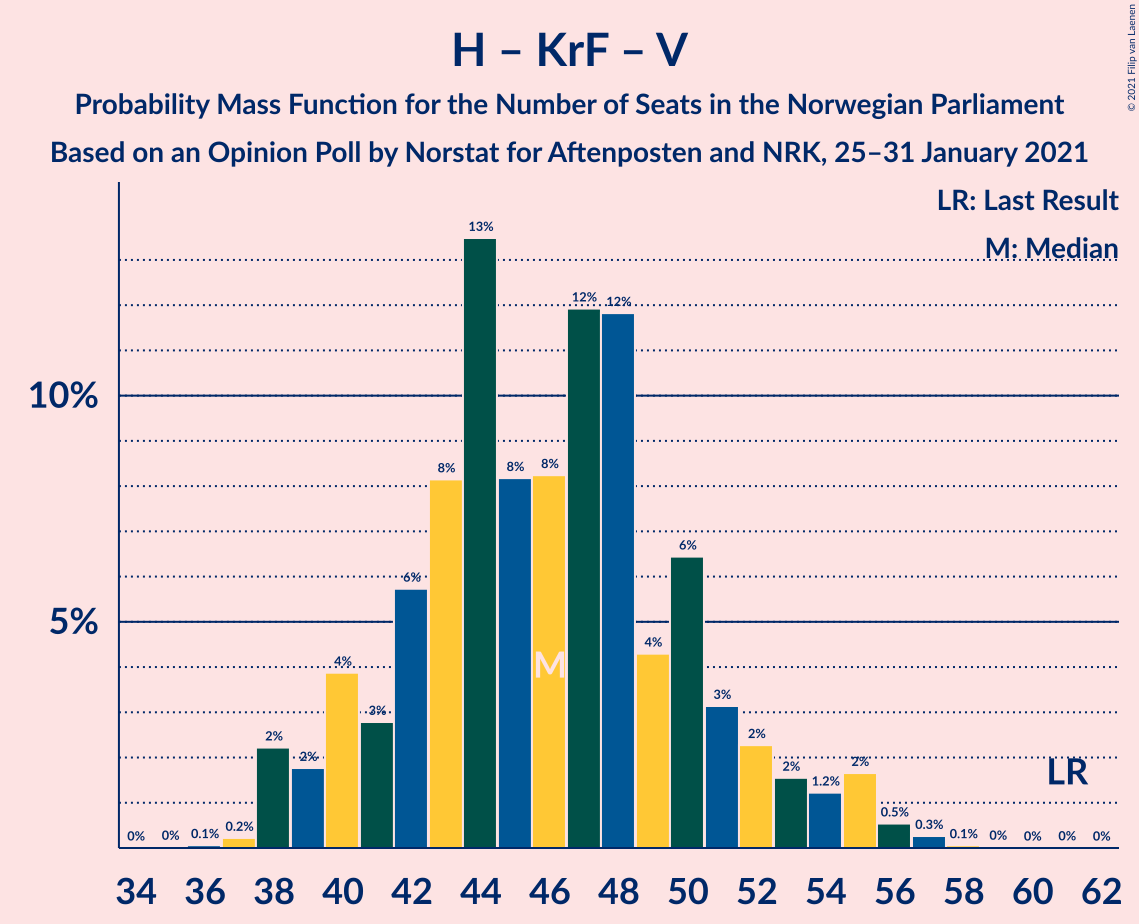 H – KrF – V
Probability Mass Function for the Number of Seats in the Norwegian Parliament
Based on an Opinion Poll by Norstat for Aftenposten and NRK, 25–31 January 2021
© 2021 Filip van Laenen
LR: Last Result
M: Median
10%
5%
0% 0% 0.1% 0.2% 2% 2% 4% 3% 6% 8% 13% 8% 8% 12% 12% 4% 6% 3% 2% 2% 1.2% 2% 0.5% 0.3% 0.1% 0% 0% 0% 0%
M
LR
34 36 38 40 42 44 46 48 50 52 54 56 58 60 62